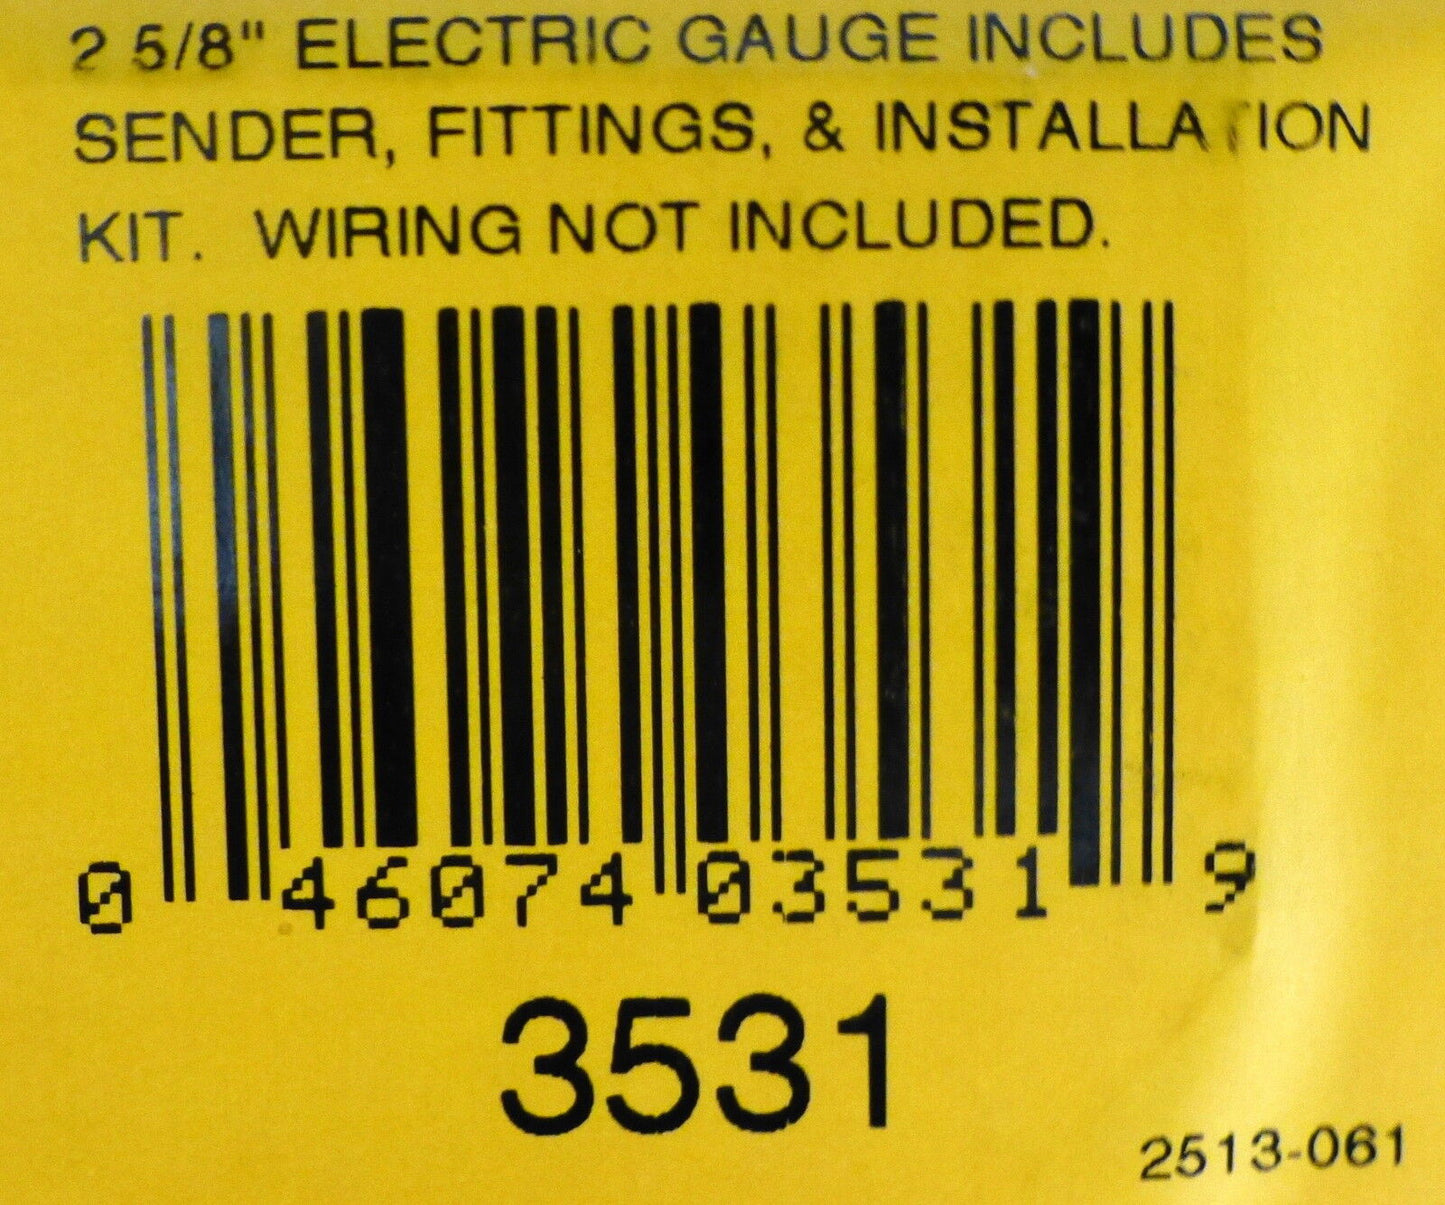 2 5/8" ELECTRIC GAUGE INCLUDES
SENDER, FITTINGS, & INSTALLATION
KIT. WIRING NOT INCLUDED.
0 46074 03531 9
3531
2513-061